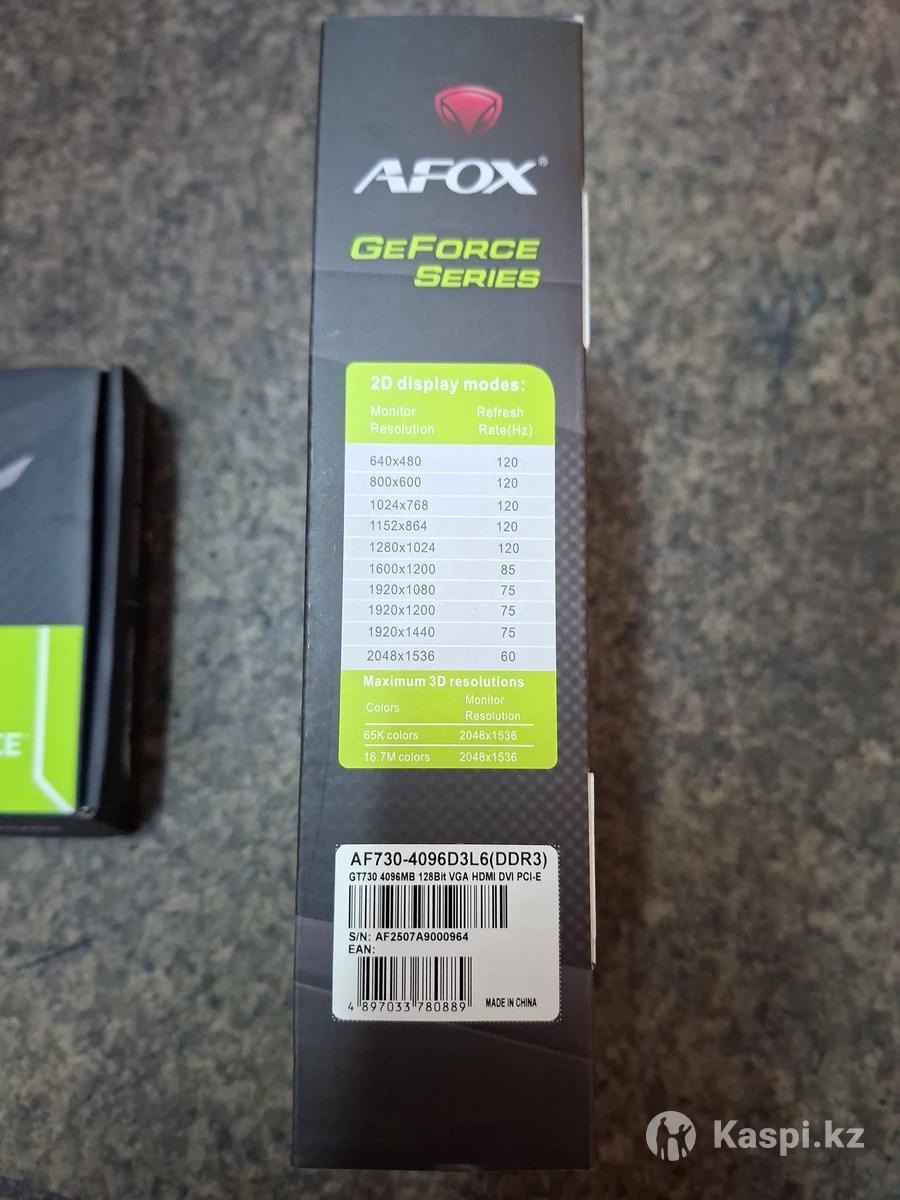 AFOX®
GEFORCE
SERIES
2D display modes:
Monitor Resolution Refresh Rate(Hz)
640x480 120
800x600 120
1024x768 120
1152x864 120
1280x1024 120
1600x1200 85
1920x1080 75
1920x1200 75
1920x1440 75
2048x1536 60
Maximum 3D resolutions
Colors Monitor Resolution
65K colors 2048x1536
16.7M colors 2048x1536
AF730-4096D3L6(DDR3)
GT730 4096MB 128Bit VGA HDMI DVI PCI-E
S/N: AF2507A9000964
EAN:
4 897033 780889
MADE IN CHINA
Kaspi.kz